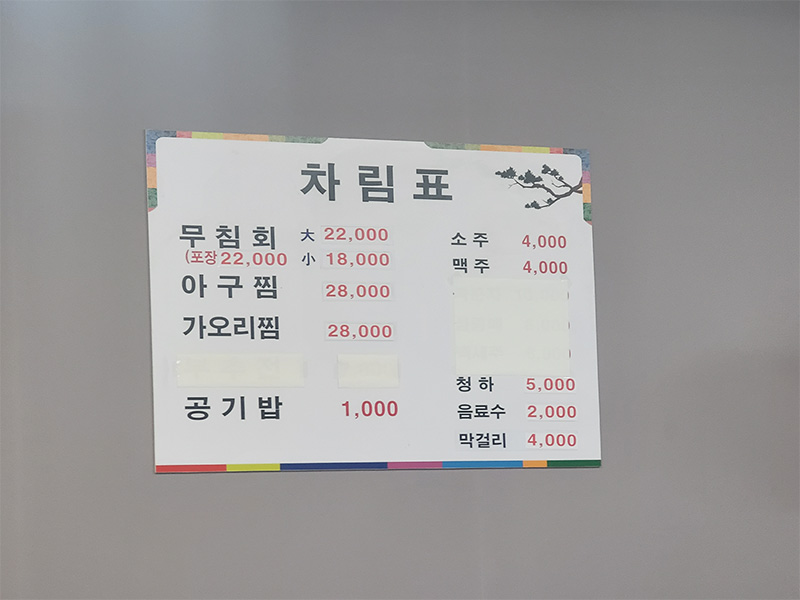 차림표
무침회 大 22,000
(포장 22,000 小 18,000
아구찜 28,000
가오리찜 28,000
공기밥 1,000
소주 4,000
맥주 4,000
청하 5,000
음료수 2,000
막걸리 4,000